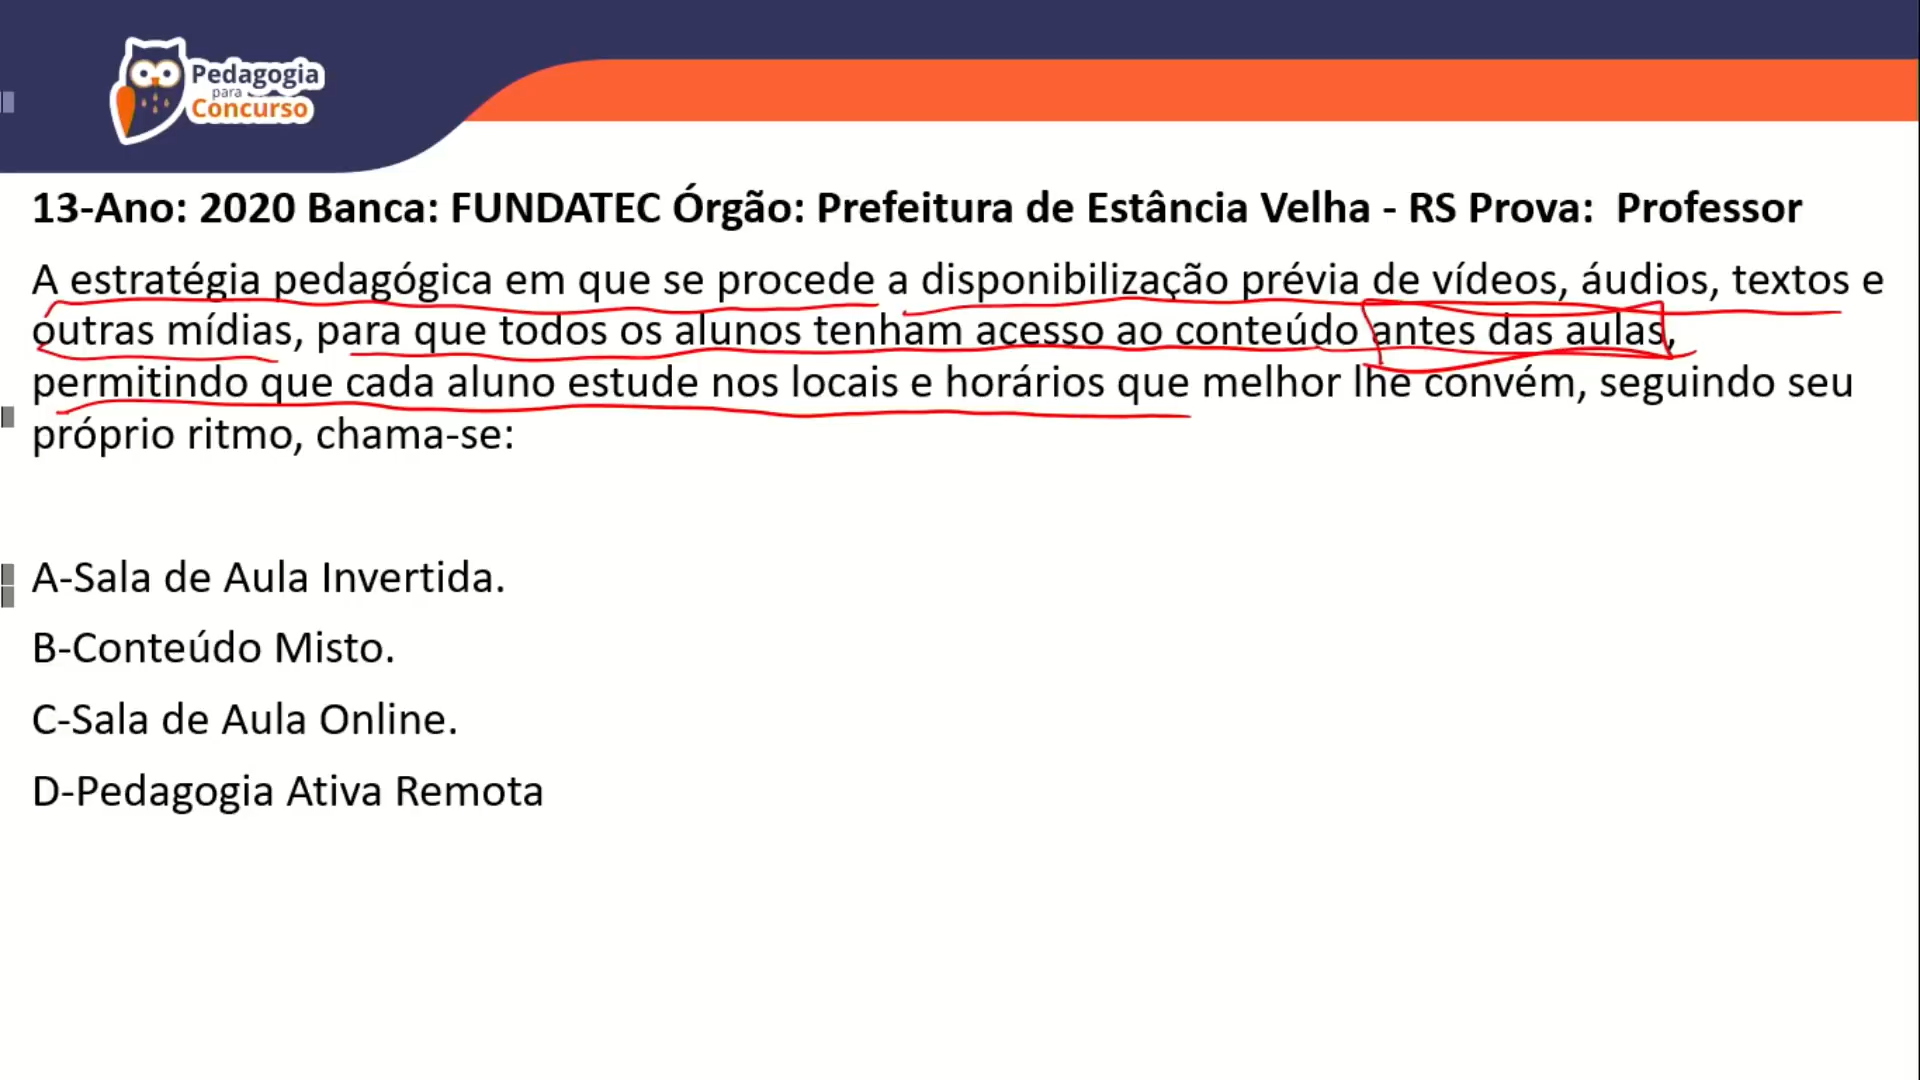 Pedagogia
para
Concurso
13-Ano: 2020 Banca: FUNDATEC Órgão: Prefeitura de Estância Velha - RS Prova: Professor
A estratégia pedagógica em que se procede a disponibilização prévia de vídeos, áudios, textos e
outras mídias, para que todos os alunos tenham acesso ao conteúdo antes das aulas,
permitindo que cada aluno estude nos locais e horários que melhor lhe convém, seguindo seu
próprio ritmo, chama-se:
A-Sala de Aula Invertida.
B-Conteúdo Misto.
C-Sala de Aula Online.
D-Pedagogia Ativa Remota